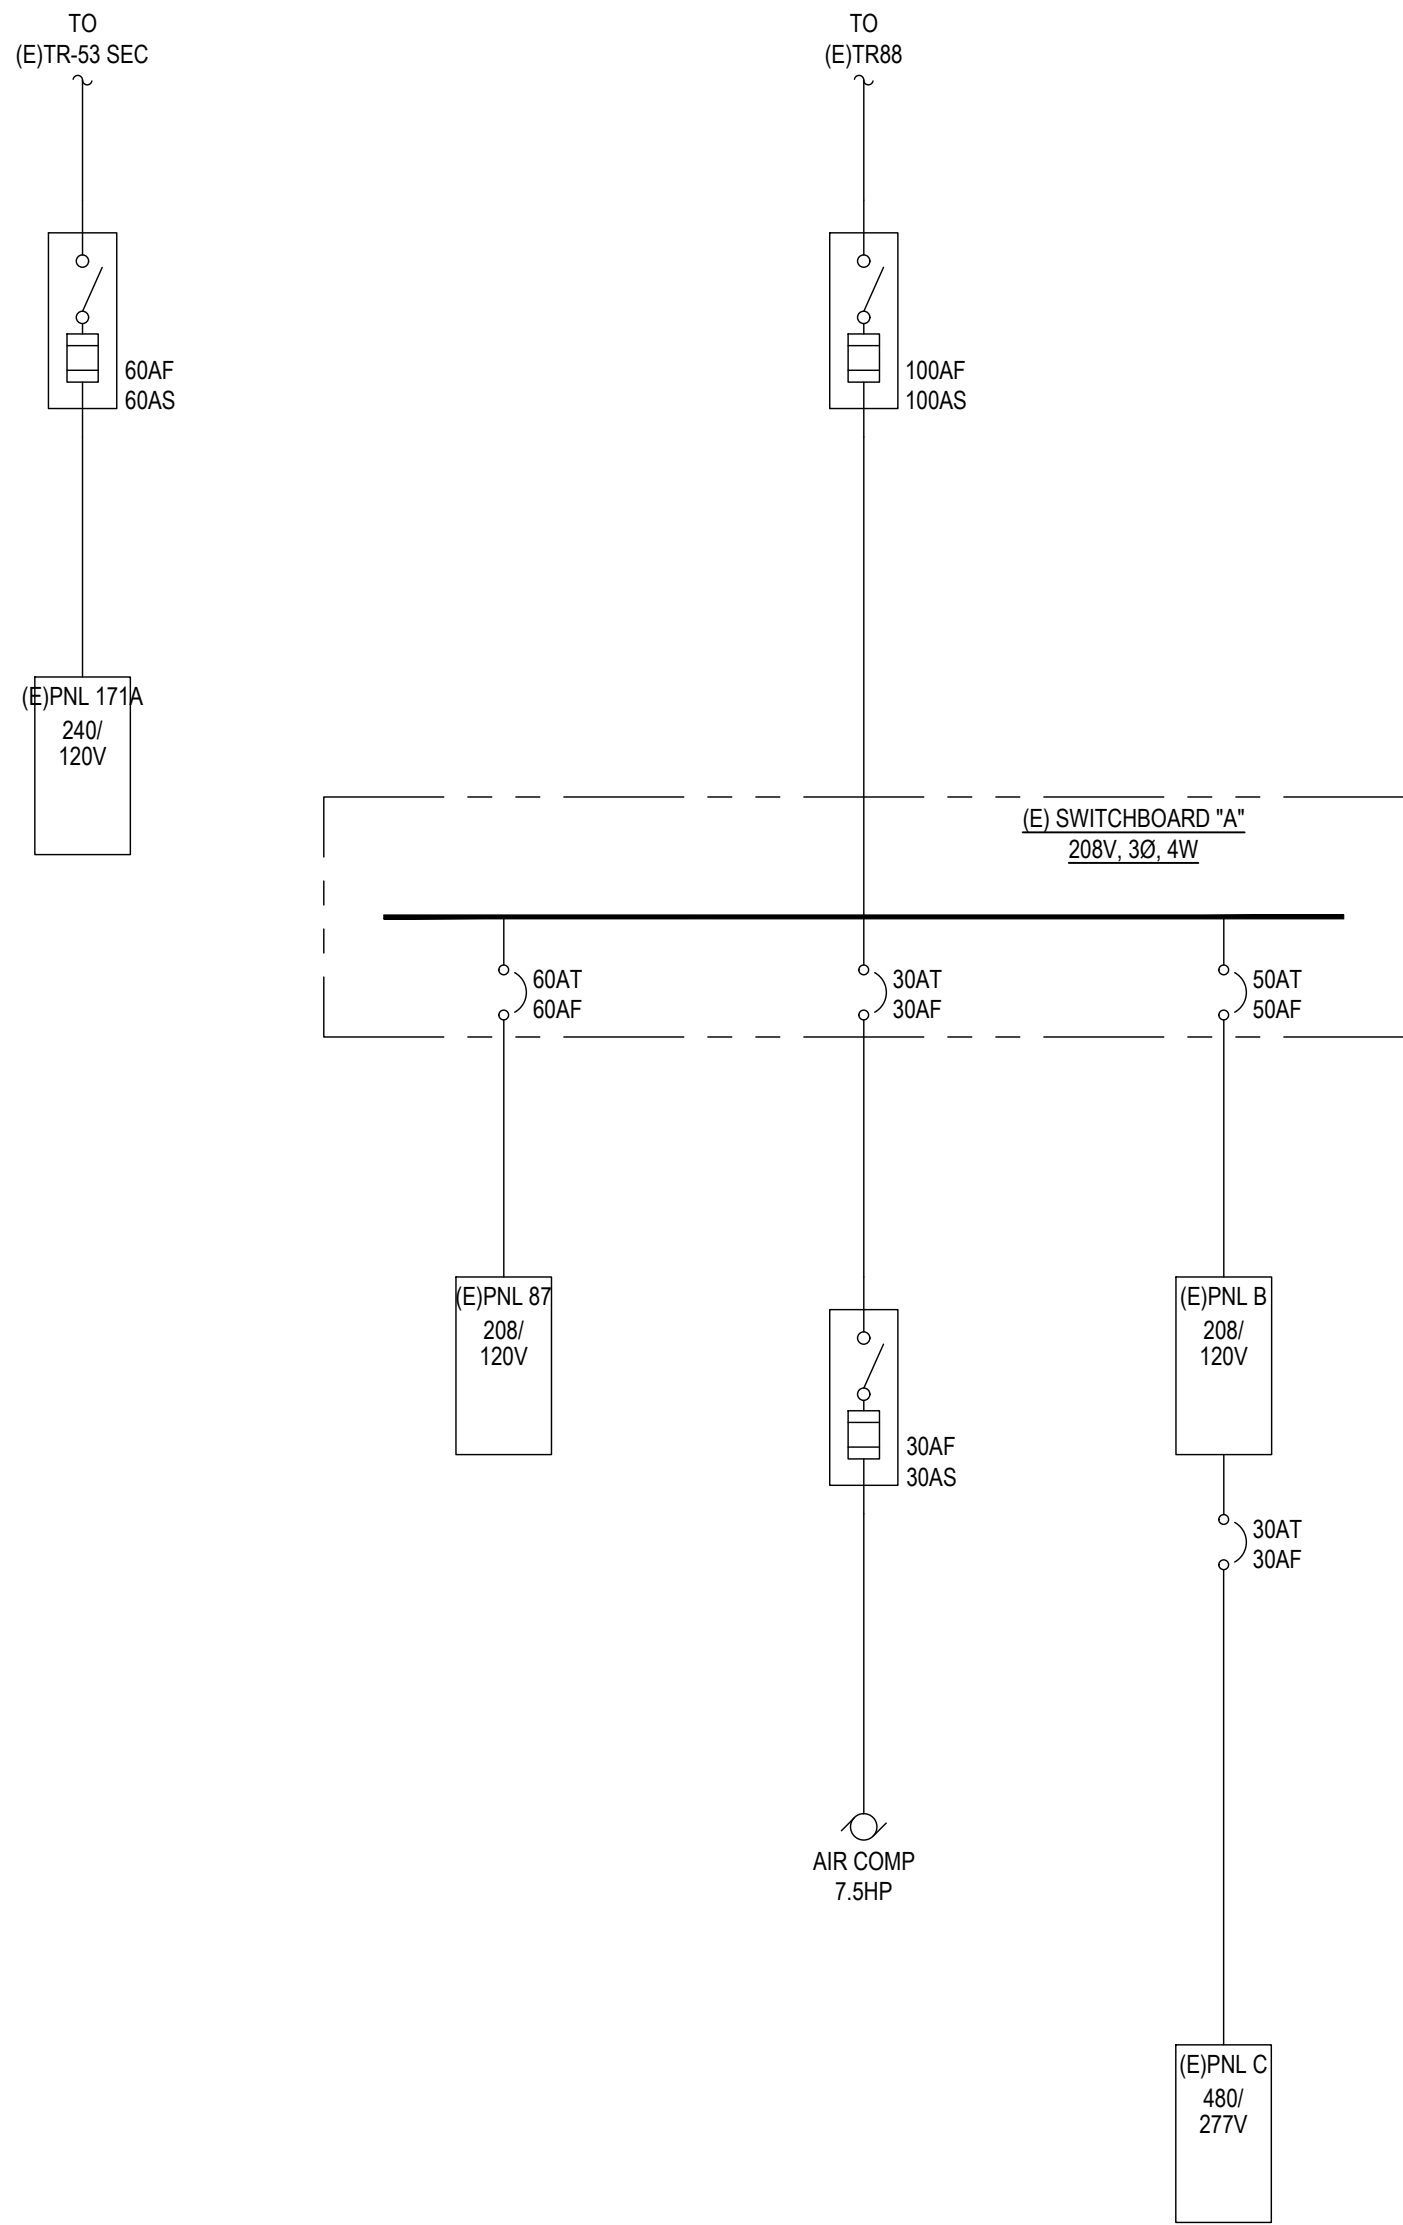 TO
(E)TR-53 SEC
TO
(E)TR88
60AF
60AS
100AF
100AS
(E)PNL 171A
240/
120V
(E) SWITCHBOARD "A"
208V, 3Ø, 4W
60AT
60AF
30AT
30AF
50AT
50AF
(E)PNL 87
208/
120V
(E)PNL B
208/
120V
30AF
30AS
30AT
30AF
AIR COMP
7.5HP
(E)PNL C
480/
277V